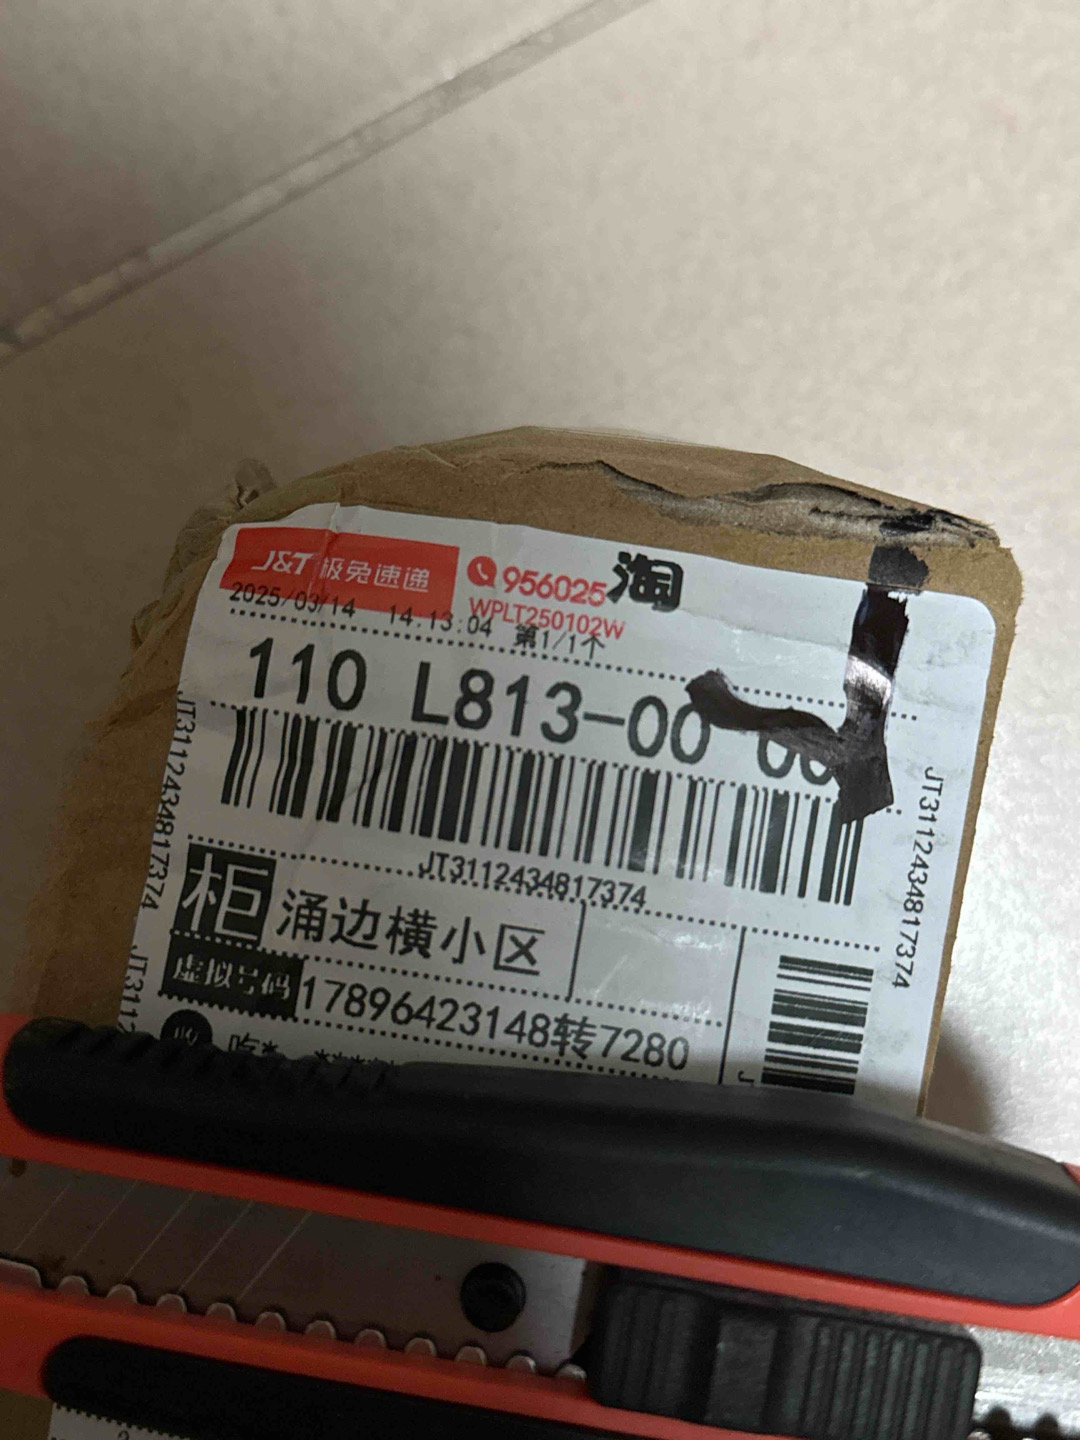 J&T 极兔速递 956025 淘
WPLT250102W
2025/03/14 14:13:04 第1/1个
110 L813-00
JT3112434817374
JT3112434817374
JT3112434817374
柜 涌边横小区
虚拟号码 17896423148转7280
收